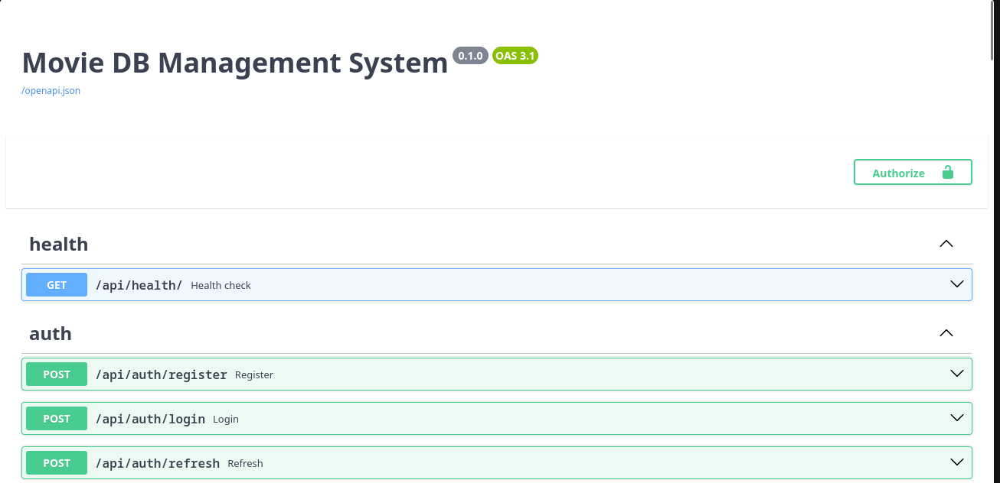 Movie DB Management System 0.1.0 OAS 3.1
/openapi.json
Authorize
health
GET /api/health/ Health check
auth
POST /api/auth/register Register
POST /api/auth/login Login
POST /api/auth/refresh Refresh